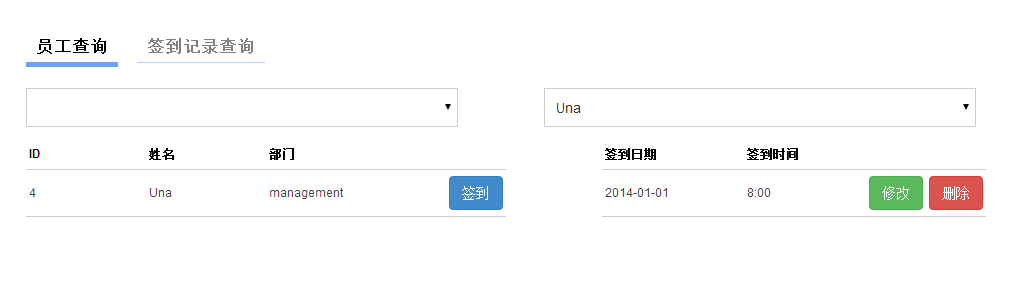 员工查询 签到记录查询
Una
ID 姓名 部门 签到日期 签到时间
4 Una management 签到 2014-01-01 8:00 修改 删除